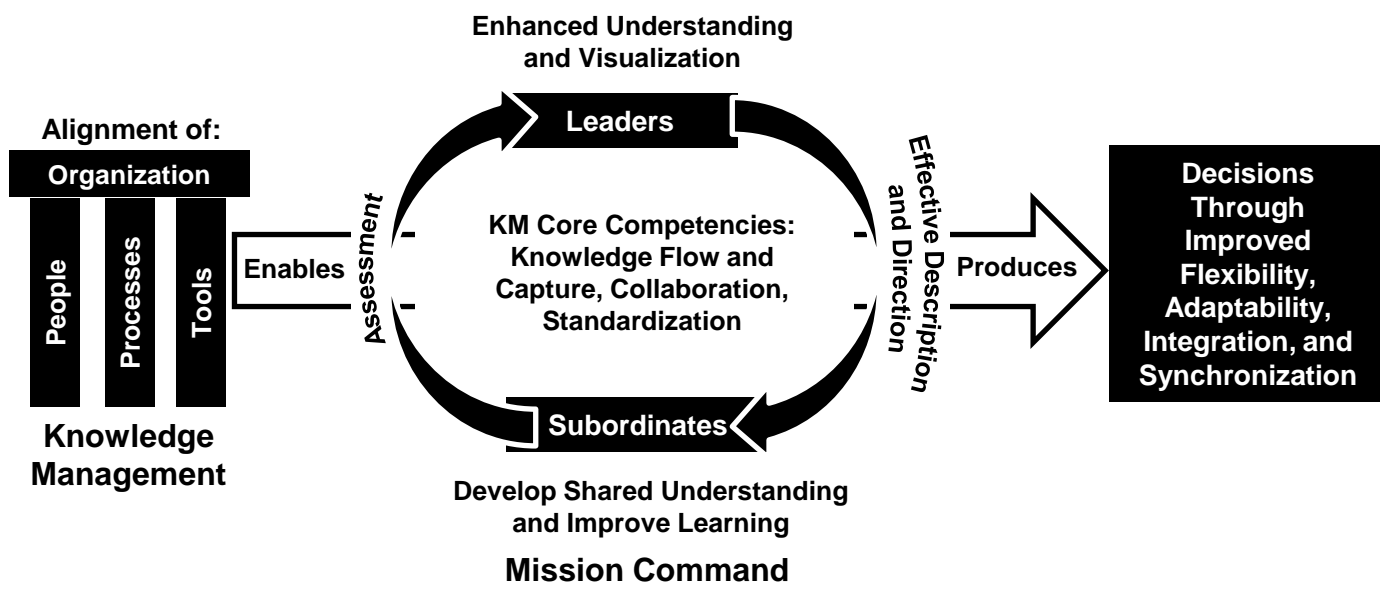 Alignment of:
Organization
People
Processes
Tools
Knowledge
Management
Enables
Assessment
Enhanced Understanding
and Visualization
Leaders
KM Core Competencies:
Knowledge Flow and
Capture, Collaboration,
Standardization
Subordinates
Develop Shared Understanding
and Improve Learning
Mission Command
Effective Description
and Direction
Produces
Decisions
Through
Improved
Flexibility,
Adaptability,
Integration, and
Synchronization